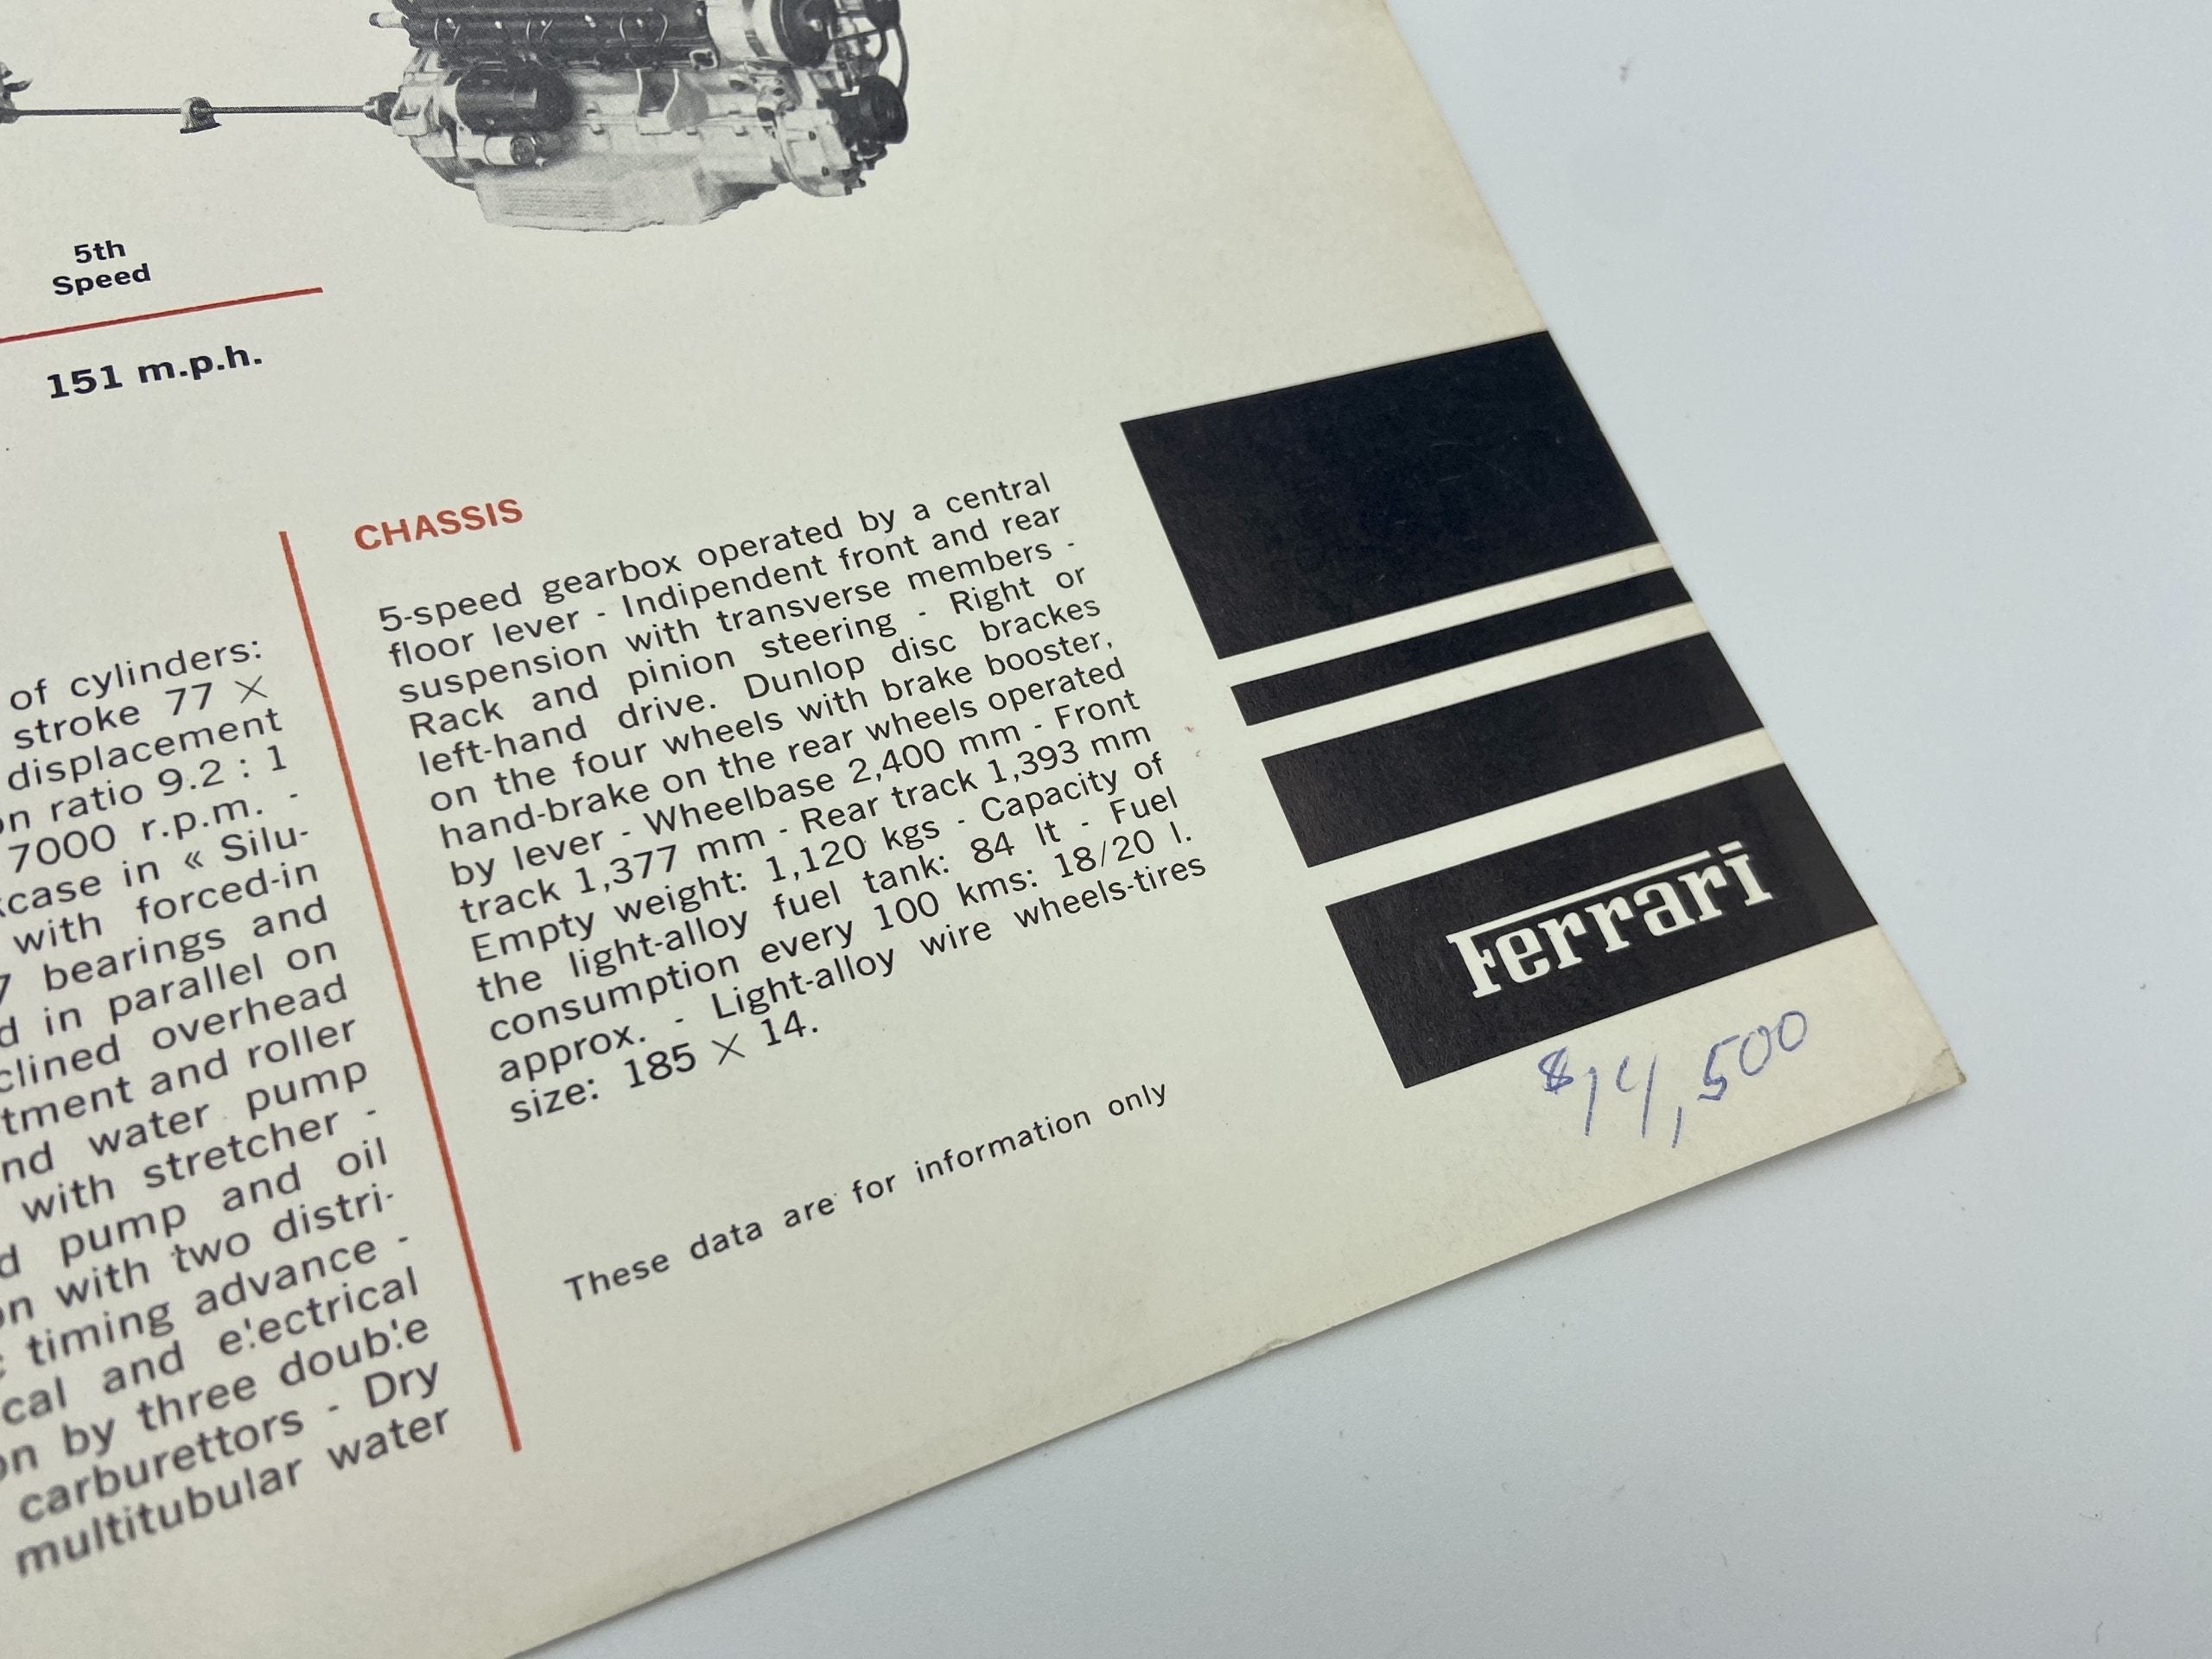 5th
Speed
151 m.p.h.
of cylinders:
stroke 77 ×
displacement
ratio 9.2 : 1
7000 r.p.m. -
in « Silu-
with forced-in
7 bearings and
in parallel on
overhead
and roller
water pump
with stretcher -
pump and oil
with two distri-
timing advance -
and e:ectrical
by three doub:e
carburettors - Dry
multitubular water
CHASSIS
5-speed gearbox operated by a central
floor lever - Indipendent front and rear
suspension with transverse members -
Rack and pinion steering - Right or
left-hand drive. Dunlop disc brackes
on the four wheels with brake booster,
hand-brake on the rear wheels operated
by lever - Wheelbase 2,400 mm - Front
track 1,377 mm - Rear track 1,393 mm
Empty weight: 1,120 kgs - Capacity of
the light-alloy fuel tank: 84 lt - Fuel
consumption every 100 kms: 18/20 l.
approx. - Light-alloy wire wheels-tires
size: 185 × 14.
These data are for information only
Ferrari
$14,500